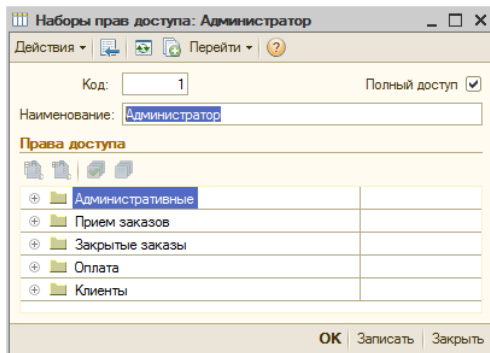 Наборы прав доступа: Администратор
Действия Перейти
Код: 1 Полный доступ
Наименование: Администратор
Права доступа
Административные
Прием заказов
Закрытые заказы
Оплата
Клиенты
OK Записать Закрыть